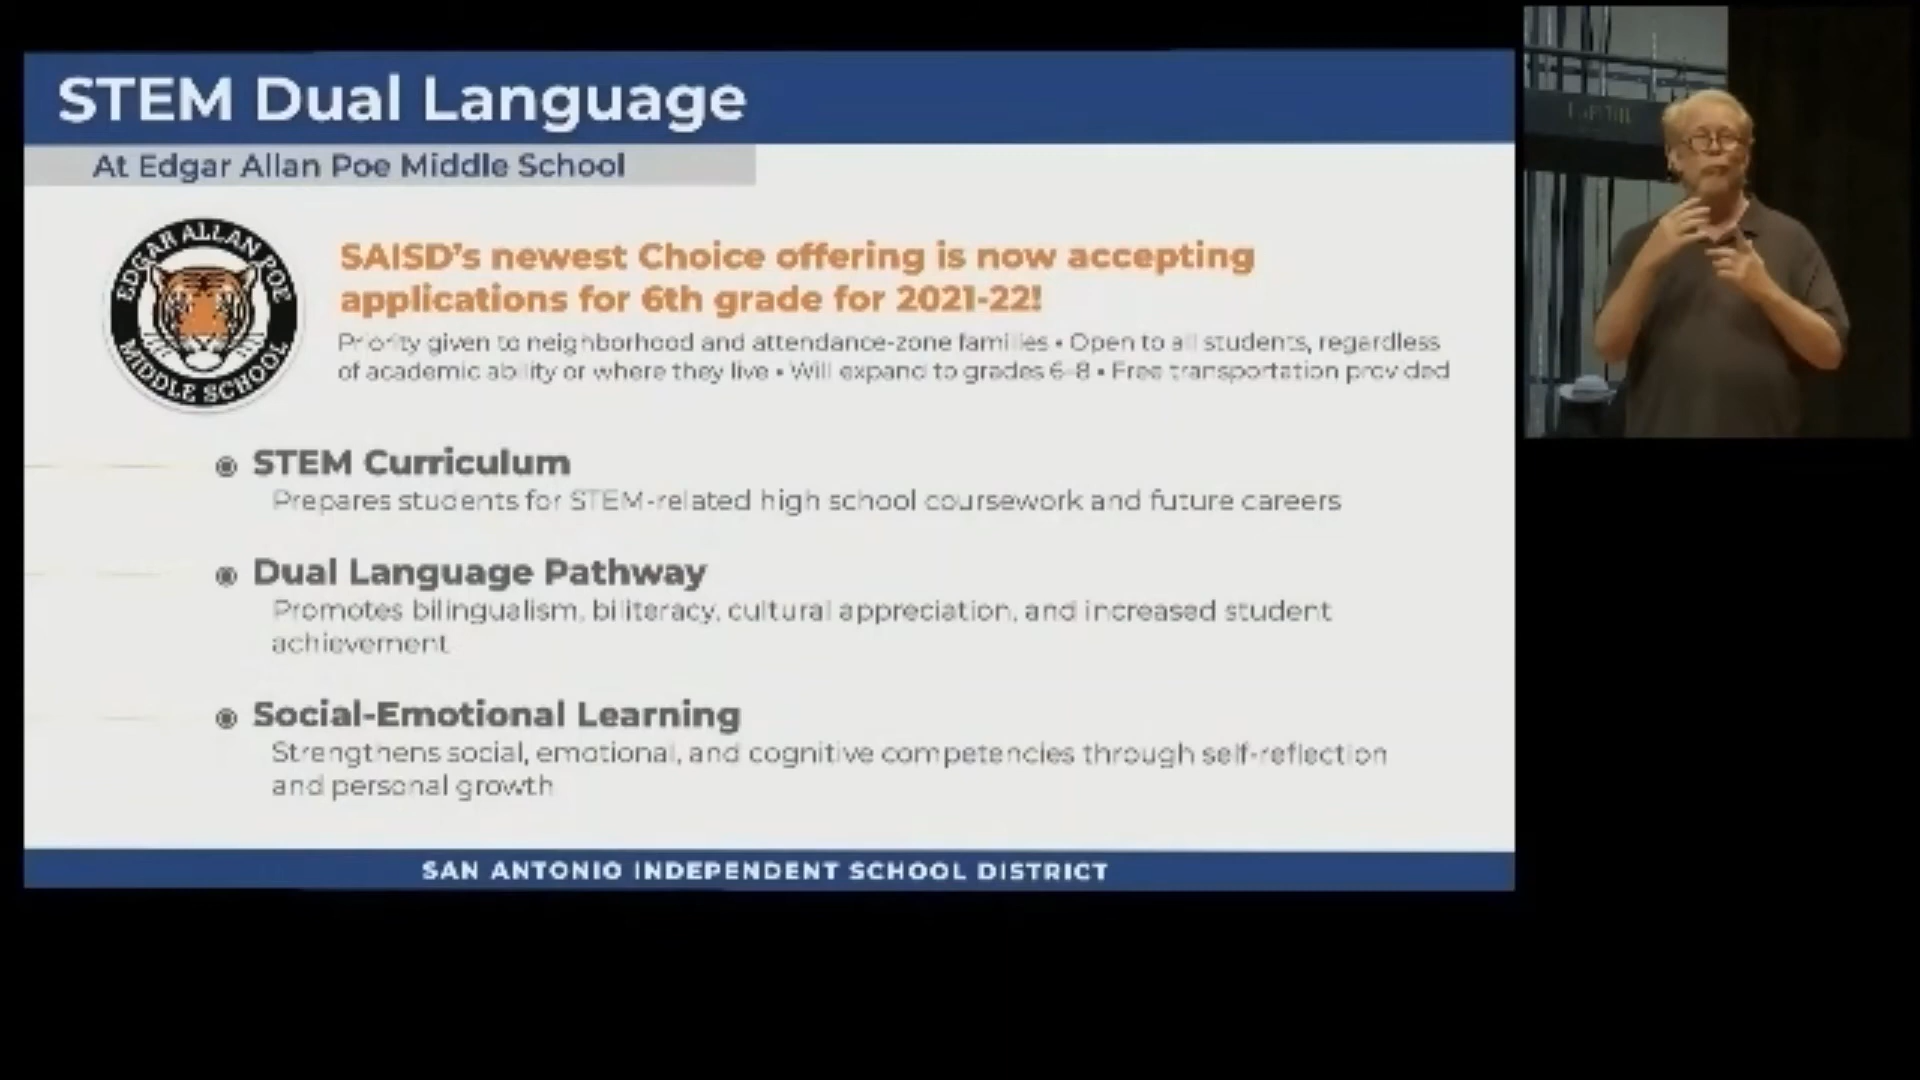 STEM Dual Language
At Edgar Allan Poe Middle School
EDGAR ALLAN POE
MIDDLE SCHOOL
SAISD's newest Choice offering is now accepting
applications for 6th grade for 2021-22!
Priority given to neighborhood and attendance-zone families • Open to all students, regardless
of academic ability or where they live • Will expand to grades 6-8 • Free transportation provided
STEM Curriculum
Prepares students for STEM-related high school coursework and future careers
Dual Language Pathway
Promotes bilingualism, biliteracy, cultural appreciation, and increased student
achievement
Social-Emotional Learning
Strengthens social, emotional, and cognitive competencies through self-reflection
and personal growth
SAN ANTONIO INDEPENDENT SCHOOL DISTRICT